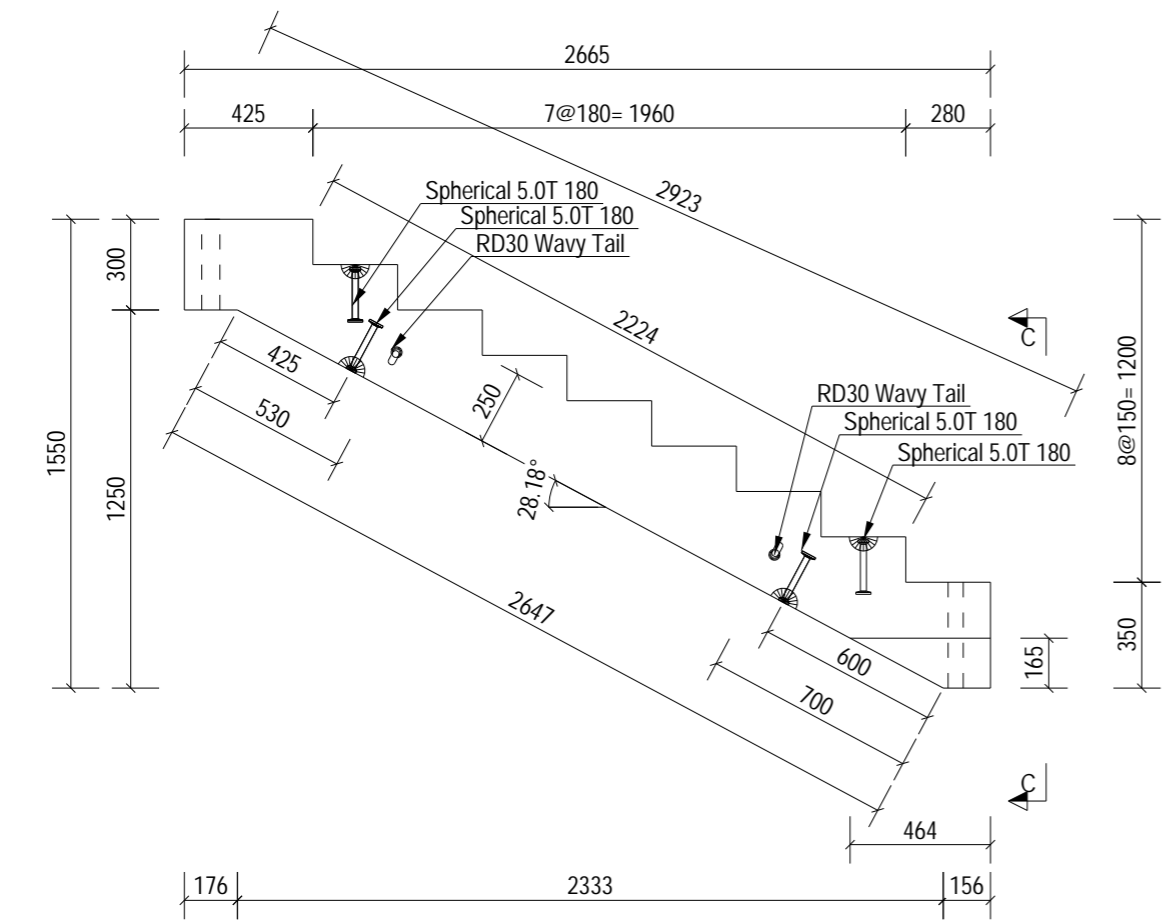 2665
425
7@180= 1960
280
2923
Spherical 5.0T 180
Spherical 5.0T 180
RD30 Wavy Tail
300
1550
1250
2224
C
425
530
250
28.18°
RD30 Wavy Tail
Spherical 5.0T 180
Spherical 5.0T 180
8@150= 1200
2647
600
700
165
350
C
464
176
2333
156